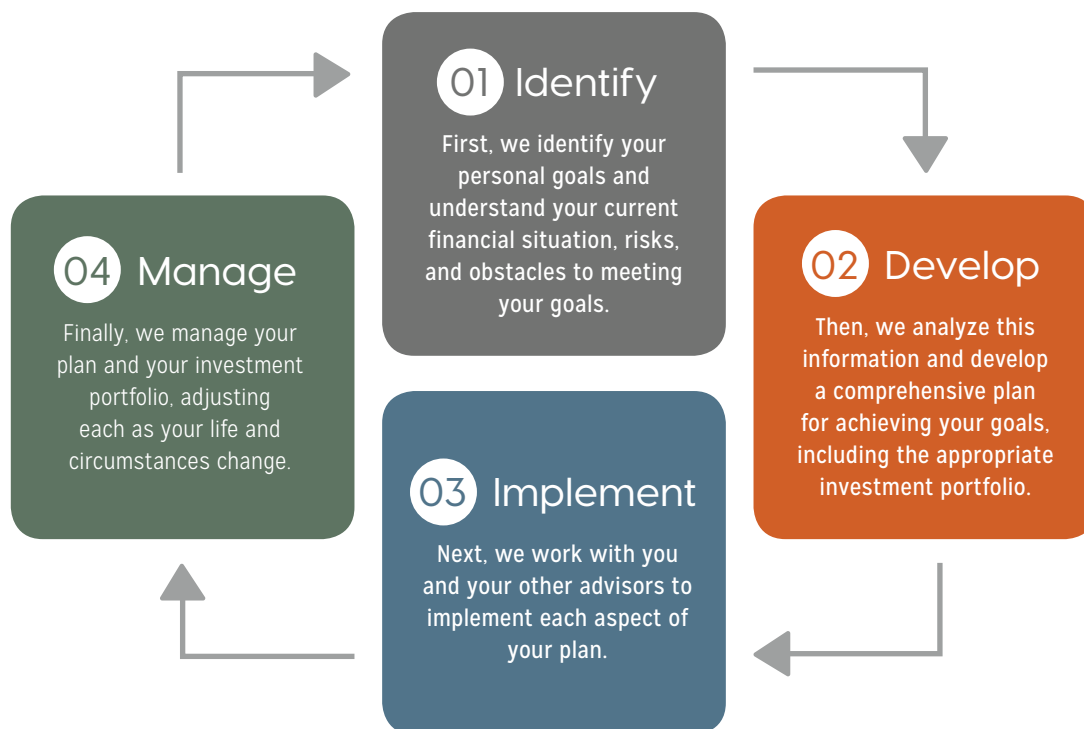 01 Identify
First, we identify your
personal goals and
understand your current
financial situation, risks,
and obstacles to meeting
your goals.
02 Develop
Then, we analyze this
information and develop
a comprehensive plan
for achieving your goals,
including the appropriate
investment portfolio.
03 Implement
Next, we work with you
and your other advisors to
implement each aspect of
your plan.
04 Manage
Finally, we manage your
plan and your investment
portfolio, adjusting
each as your life and
circumstances change.